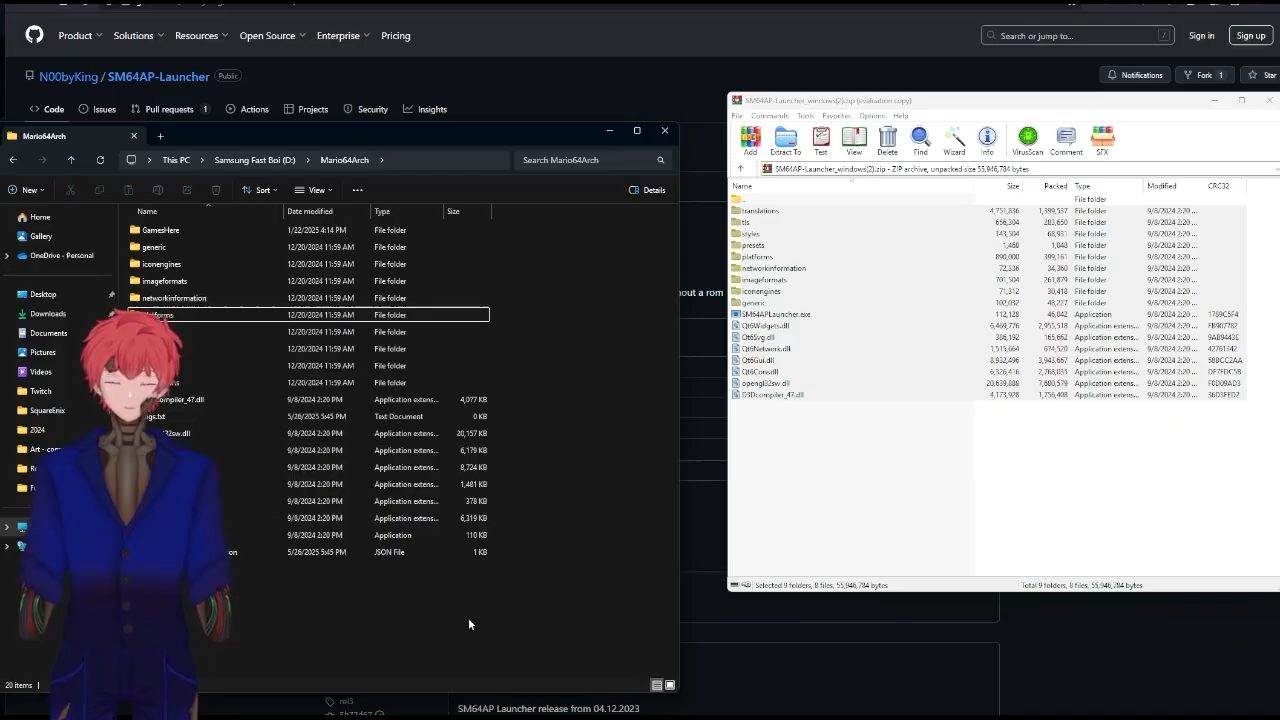 Product Solutions Resources Open Source Enterprise Pricing
Search or jump to...
/
Sign in
Sign up
N00byKing / SM64AP-Launcher Public
Notifications
Fork 1
Star
Code Issues Pull requests 1 Actions Projects Security Insights
Mario64Arch
This PC > Samsung Best Boi (D:) > Mario64Arch >
Search Mario64Arch
New
Sort
View
Details
Name Date modified Type Size
Home
Gallery
OneDrive - Personal
Desktop
Downloads
Documents
Pictures
Videos
Twitch
SquareEnix
2024
Art - com
GamesHere 1/22/2025 4:14 PM File folder
generic 12/20/2024 11:59 AM File folder
iconengines 12/20/2024 11:59 AM File folder
imageformats 12/20/2024 11:59 AM File folder
networkinformation 12/20/2024 11:59 AM File folder
tforms 12/20/2024 11:59 AM File folder
12/20/2024 11:59 AM File folder
12/20/2024 11:59 AM File folder
12/20/2024 11:59 AM File folder
12/20/2024 11:59 AM File folder
_47.dll 9/8/2024 2:20 PM Application extens... 4,077 KB
gs.txt 5/26/2025 5:45 PM Text Document 0 KB
32sw.dll 9/8/2024 2:20 PM Application extens... 20,157 KB
9/8/2024 2:20 PM Application extens... 6,179 KB
9/8/2024 2:20 PM Application extens... 8,724 KB
9/8/2024 2:20 PM Application extens... 1,481 KB
9/8/2024 2:20 PM Application extens... 378 KB
9/8/2024 2:20 PM Application extens... 6,319 KB
9/8/2024 2:20 PM Application 110 KB
on 5/26/2025 5:45 PM JSON File 1 KB
20 items
out a rom
SM64AP-Launcher_windows(2).zip (evaluation copy)
File Commands Tools Favorites Options Help
Add Extract To Test View Delete Find Wizard Info VirusScan Comment SFX
SM64AP-Launcher_windows(2).zip - ZIP archive, unpacked size 55,946,784 bytes
Name Size Packed Type Modified CRC32
.. File folder
translations 4,751,836 1,399,537 File folder 9/8/2024 2:20 ...
tls 656,304 283,650 File folder 9/8/2024 2:20 ...
styles 143,504 68,931 File folder 9/8/2024 2:20 ...
presets 1,468 1,048 File folder 9/8/2024 2:20 ...
platforms 890,000 399,161 File folder 9/8/2024 2:20 ...
networkinformation 72,336 34,360 File folder 9/8/2024 2:20 ...
imageformats 701,504 261,879 File folder 9/8/2024 2:20 ...
iconengines 71,312 30,418 File folder 9/8/2024 2:20 ...
generic 102,032 48,227 File folder 9/8/2024 2:20 ...
SM64APLauncher.exe 112,128 46,042 Application 9/8/2024 2:20 ... 1789C5F4
Qt6Widgets.dll 6,469,776 2,955,518 Application extens... 9/8/2024 2:20 ... FB907782
Qt6Svg.dll 386,192 165,662 Application extens... 9/8/2024 2:20 ... 9AB9443E
Qt6Network.dll 1,515,664 674,520 Application extens... 9/8/2024 2:20 ... 42761342
Qt6Gui.dll 8,932,496 3,943,667 Application extens... 9/8/2024 2:20 ... 5BBCC2AA
Qt6Core.dll 6,326,416 2,768,035 Application extens... 9/8/2024 2:20 ... DF7FDC5B
opengl32sw.dll 20,639,888 7,680,579 Application extens... 9/8/2024 2:20 ... F0D09AD3
D3Dcompiler_47.dll 4,173,928 1,756,408 Application extens... 9/8/2024 2:20 ... 36D3FED2
Selected 9 folders, 8 files, 55,946,784 bytes
Total 9 folders, 8 files, 55,946,784 bytes
rel3
SM64AP Launcher release from 04.12.2023